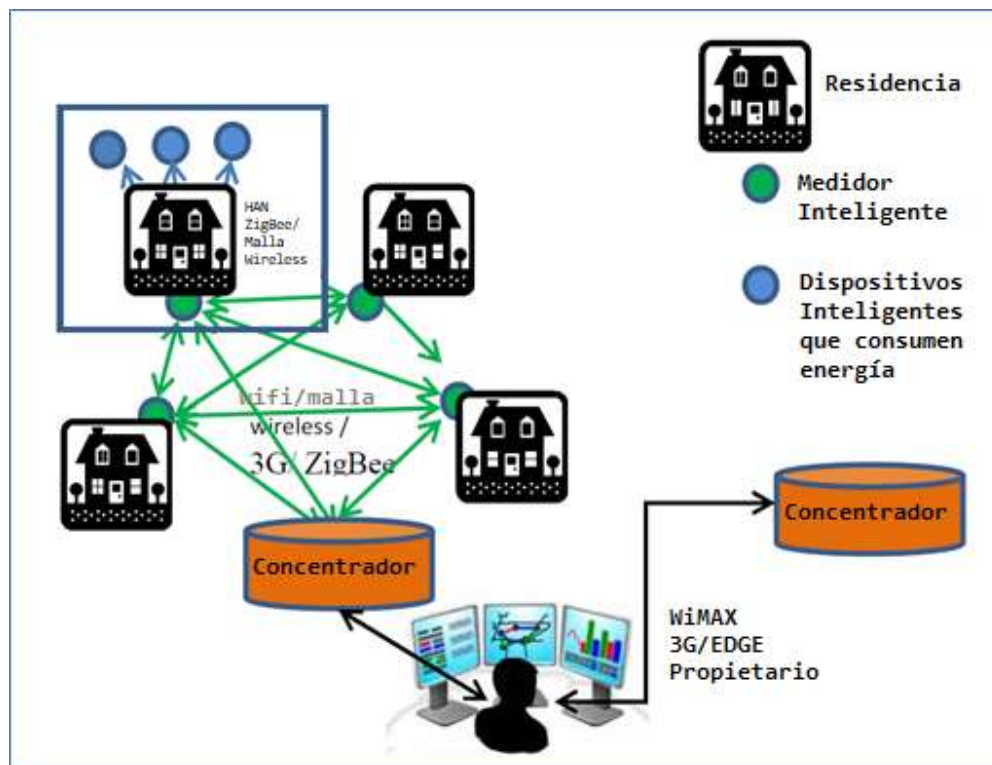 Residencia
HAN
ZigBee/
Malla
Wireless
Medidor
Inteligente
Dispositivos
Inteligentes
que consumen
energía
wifi/malla
wireless /
3G/ ZigBee
Concentrador
Concentrador
WiMAX
3G/EDGE
Propietario